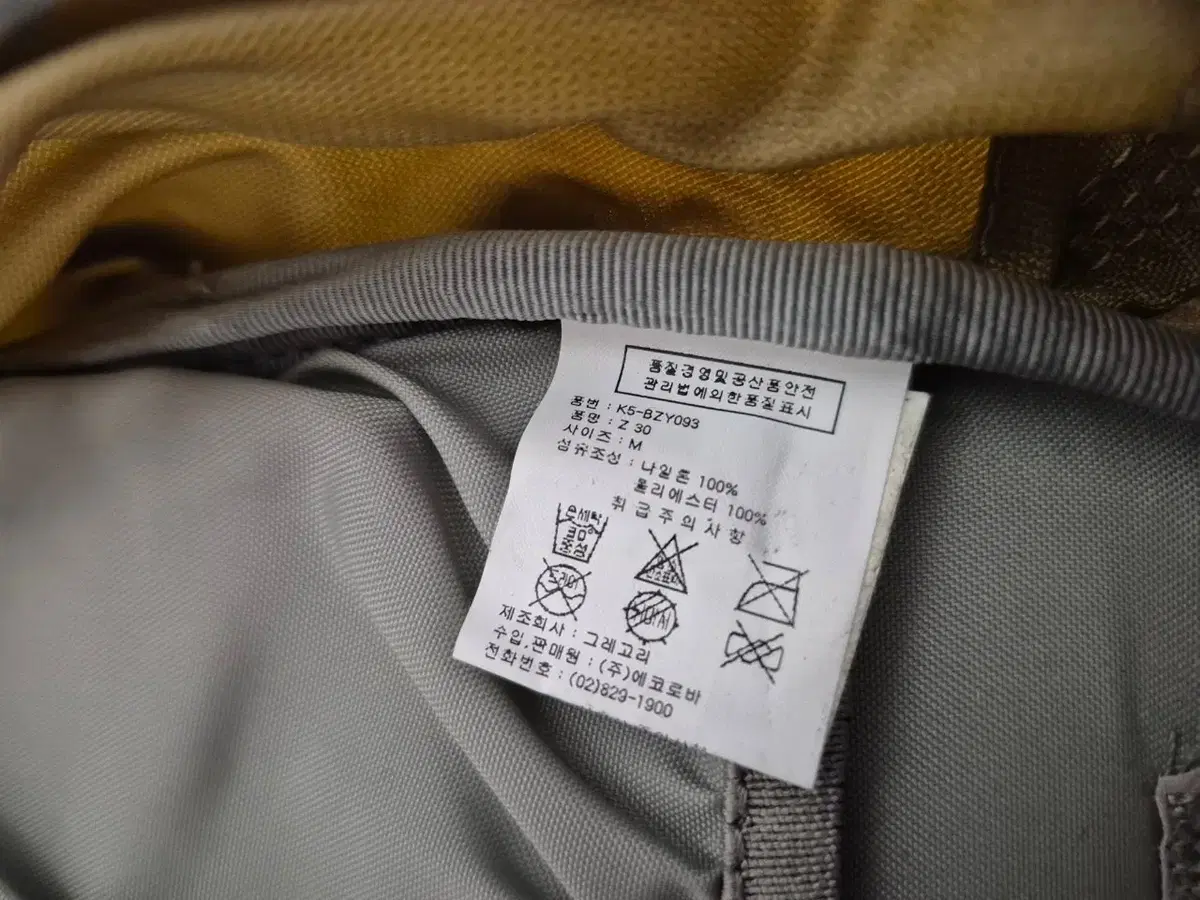 품질경영및공산품안전
관리법에의한품질표시
품번 : K5-BZY093
품명 : Z 30
사이즈 : M
섬유조성 : 나일론 100%
폴리에스터 100%
취 급 주 의 사 항
손세탁
중성
드라이
제조회사 : 그레고리
수입,판매원 : (주)에코로바
전화번호 : (02)829-1900